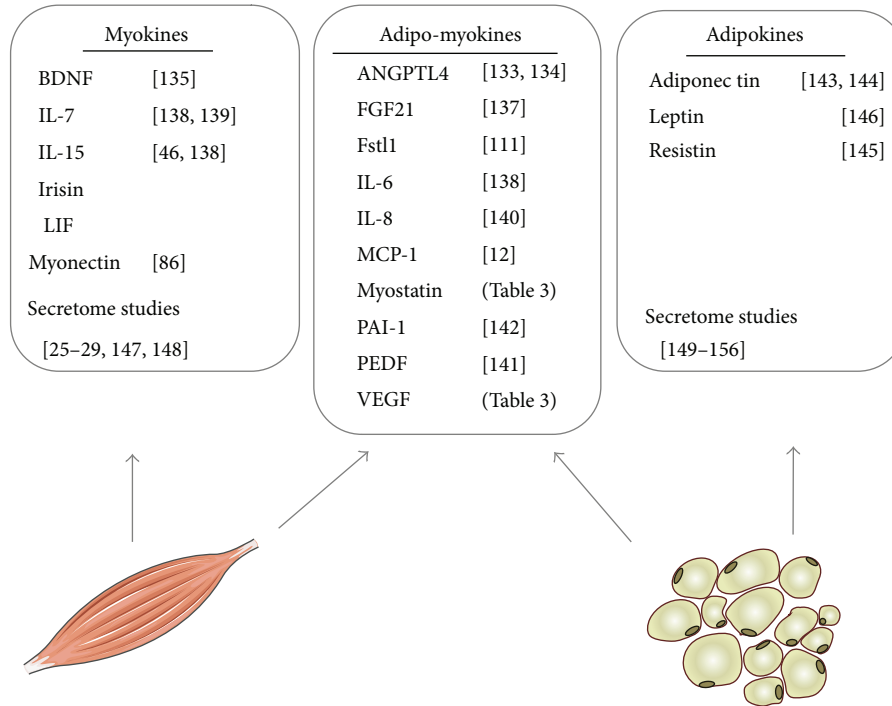 Myokines
BDNF [135]
IL-7 [138, 139]
IL-15 [46, 138]
Irisin
LIF
Myonectin [86]
Secretome studies
[25–29, 147, 148]
Adipo-myokines
ANGPTL4 [133, 134]
FGF21 [137]
Fstl1 [111]
IL-6 [138]
IL-8 [140]
MCP-1 [12]
Myostatin (Table 3)
PAI-1 [142]
PEDF [141]
VEGF (Table 3)
Adipokines
Adiponec tin [143, 144]
Leptin [146]
Resistin [145]
Secretome studies
[149–156]